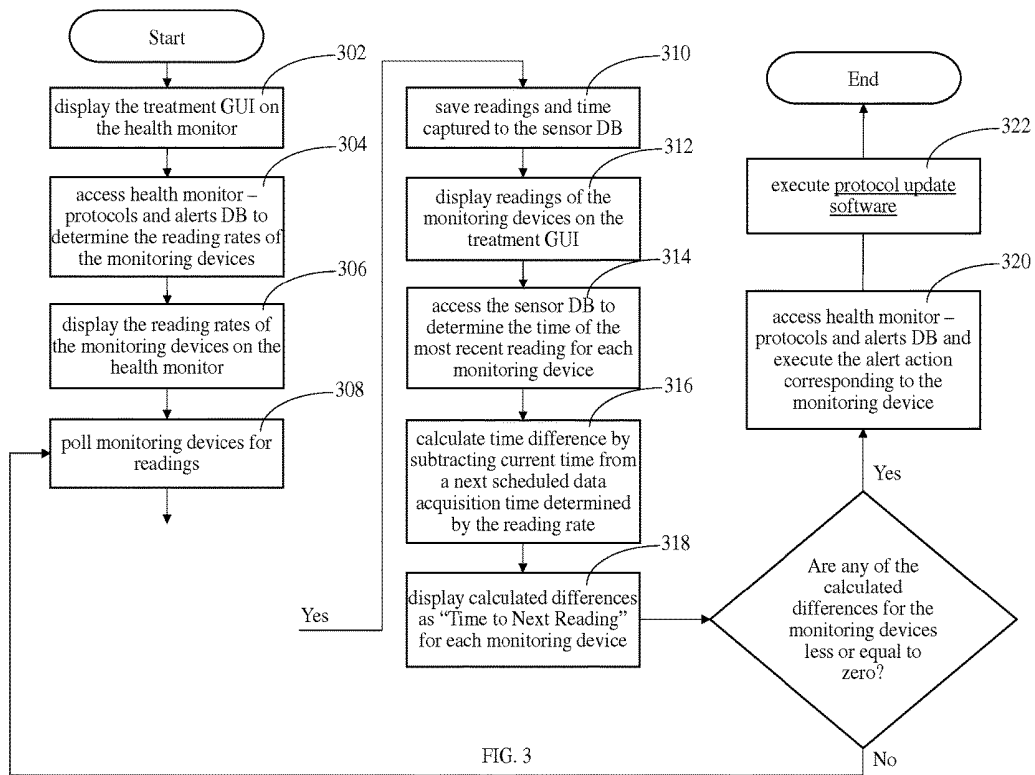 Start
302
display the treatment GUI on
the health monitor
304
access health monitor –
protocols and alerts DB to
determine the reading rates of
the monitoring devices
306
display the reading rates of
the monitoring devices on the
health monitor
308
poll monitoring devices for
readings
Yes
310
save readings and time
captured to the sensor DB
312
display readings of the
monitoring devices on the
treatment GUI
314
access the sensor DB to
determine the time of the
most recent reading for each
monitoring device
316
calculate time difference by
subtracting current time from
a next scheduled data
acquisition time determined
by the reading rate
318
display calculated differences
as “Time to Next Reading”
for each monitoring device
Are any of the
calculated
differences for the
monitoring devices
less or equal to
zero?
Yes
No
320
access health monitor –
protocols and alerts DB and
execute the alert action
corresponding to the
monitoring device
322
execute protocol update
software
End
FIG. 3